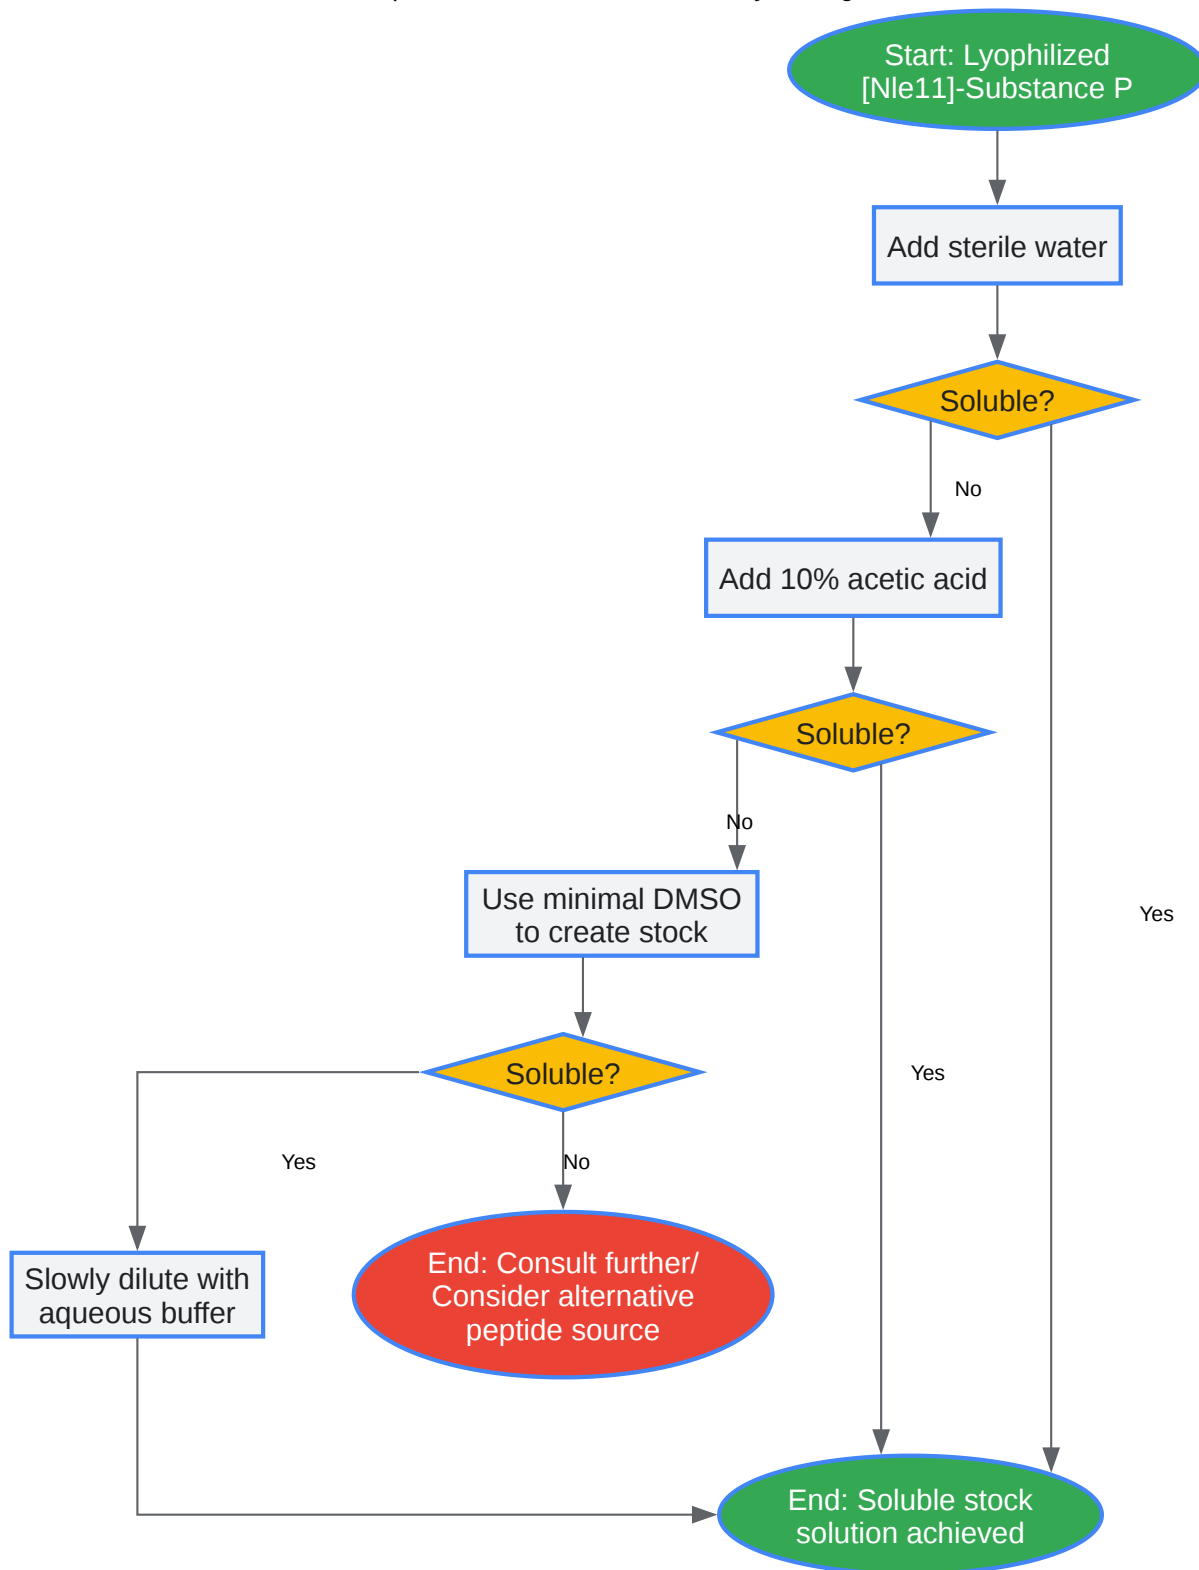 Start: Lyophilized
[Nle11]-Substance P
Add sterile water
Soluble?
No
Add 10% acetic acid
Soluble?
No
Use minimal DMSO
to create stock
Yes
Soluble?
Yes
Yes
No
End: Consult further/
Consider alternative
peptide source
Slowly dilute with
aqueous buffer
End: Soluble stock
solution achieved